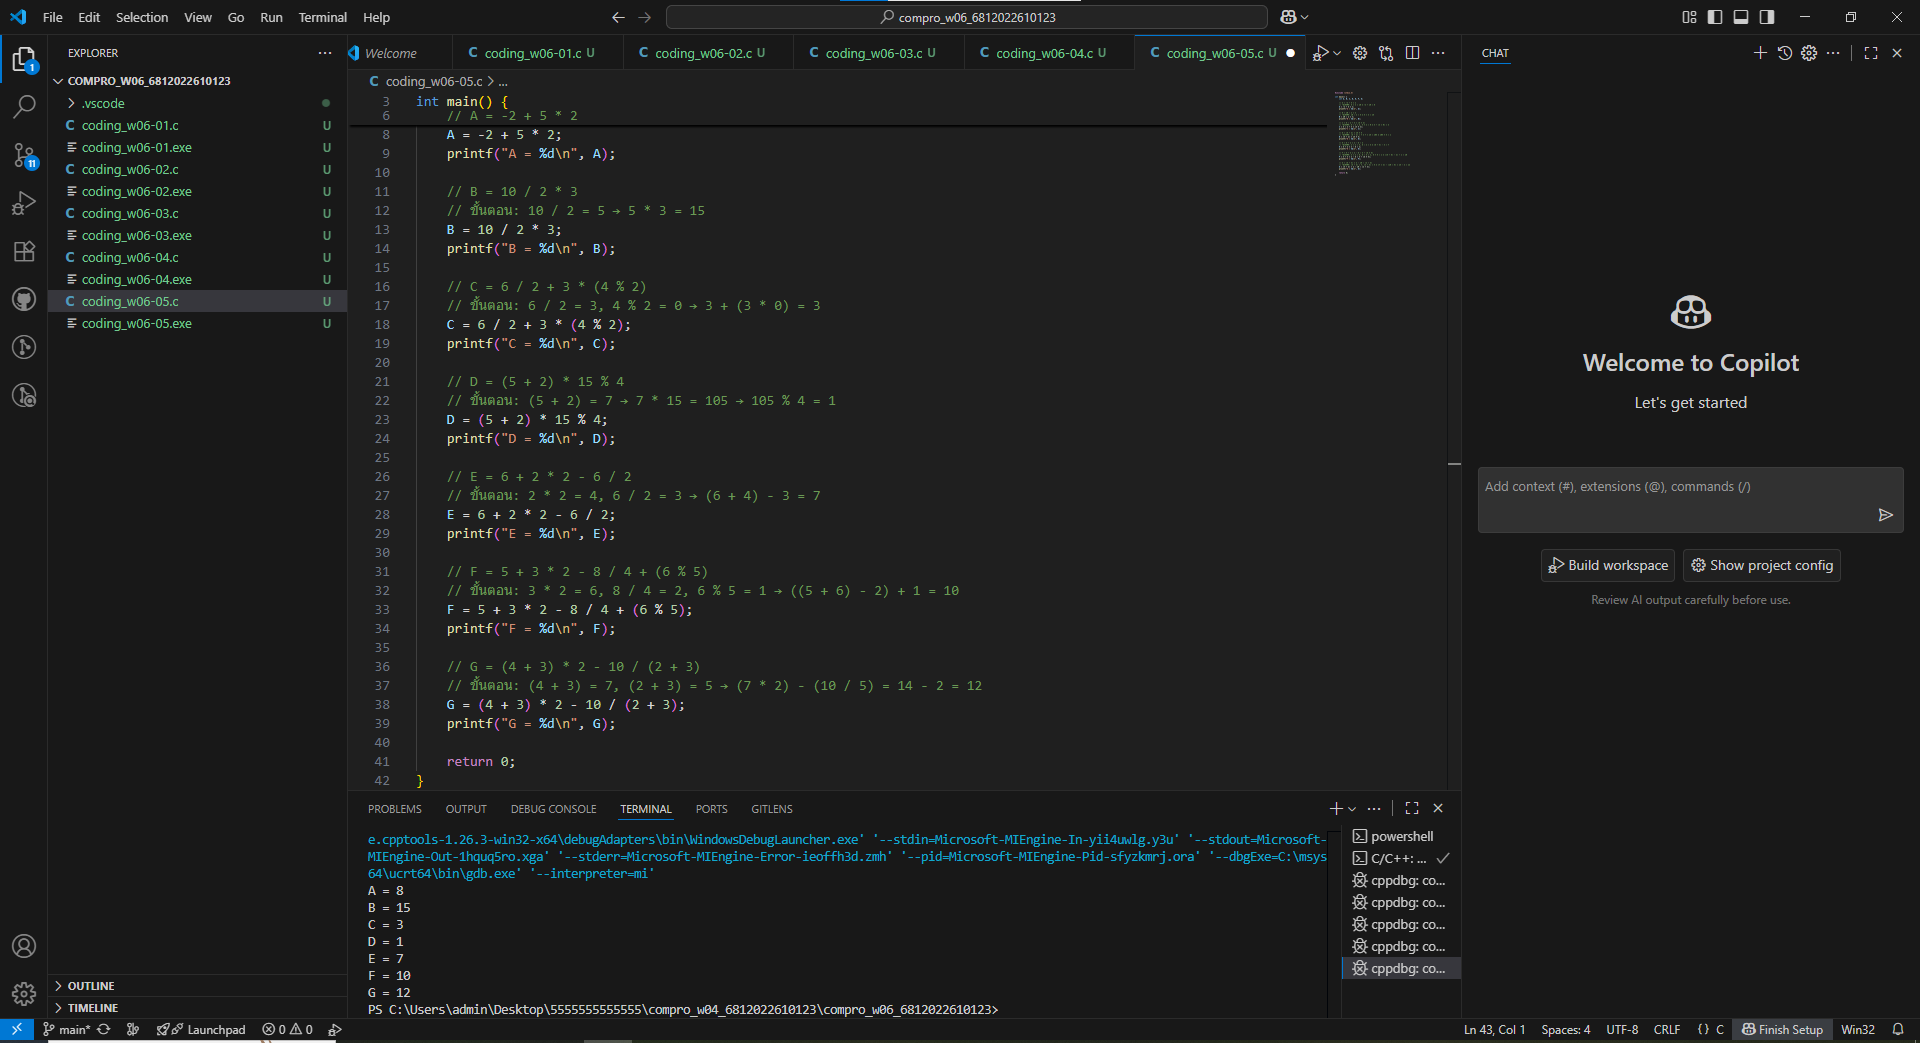 File Edit Selection View Go Run Terminal Help
compro_w06_6812022610123
EXPLORER
COMPRO_W06_6812022610123
.vscode
coding_w06-01.c U
coding_w06-01.exe U
coding_w06-02.c U
coding_w06-02.exe U
coding_w06-03.c U
coding_w06-03.exe U
coding_w06-04.c U
coding_w06-04.exe U
coding_w06-05.c U
coding_w06-05.exe U
1
11
OUTLINE
TIMELINE
Welcome C coding_w06-01.c U C coding_w06-02.c U C coding_w06-03.c U C coding_w06-04.c U C coding_w06-05.c U
C coding_w06-05.c > ...
3 int main() {
6 // A = -2 + 5 * 2
8 A = -2 + 5 * 2;
9 printf("A = %d\n", A);
10
11 // B = 10 / 2 * 3
12 // ขั้นตอน: 10 / 2 = 5 → 5 * 3 = 15
13 B = 10 / 2 * 3;
14 printf("B = %d\n", B);
15
16 // C = 6 / 2 + 3 * (4 % 2)
17 // ขั้นตอน: 6 / 2 = 3, 4 % 2 = 0 → 3 + (3 * 0) = 3
18 C = 6 / 2 + 3 * (4 % 2);
19 printf("C = %d\n", C);
20
21 // D = (5 + 2) * 15 % 4
22 // ขั้นตอน: (5 + 2) = 7 → 7 * 15 = 105 → 105 % 4 = 1
23 D = (5 + 2) * 15 % 4;
24 printf("D = %d\n", D);
25
26 // E = 6 + 2 * 2 - 6 / 2
27 // ขั้นตอน: 2 * 2 = 4, 6 / 2 = 3 → (6 + 4) - 3 = 7
28 E = 6 + 2 * 2 - 6 / 2;
29 printf("E = %d\n", E);
30
31 // F = 5 + 3 * 2 - 8 / 4 + (6 % 5)
32 // ขั้นตอน: 3 * 2 = 6, 8 / 4 = 2, 6 % 5 = 1 → ((5 + 6) - 2) + 1 = 10
33 F = 5 + 3 * 2 - 8 / 4 + (6 % 5);
34 printf("F = %d\n", F);
35
36 // G = (4 + 3) * 2 - 10 / (2 + 3)
37 // ขั้นตอน: (4 + 3) = 7, (2 + 3) = 5 → (7 * 2) - (10 / 5) = 14 - 2 = 12
38 G = (4 + 3) * 2 - 10 / (2 + 3);
39 printf("G = %d\n", G);
40
41 return 0;
42 }
PROBLEMS OUTPUT DEBUG CONSOLE TERMINAL PORTS GITLENS
e.cpptools-1.26.3-win32-x64\debugAdapters\bin\WindowsDebugLauncher.exe' '--stdin=Microsoft-MIEngine-In-yii4uwlg.y3u' '--stdout=Microsoft-
MIEngine-Out-1hquq5ro.xga' '--stderr=Microsoft-MIEngine-Error-ieoffh3d.zmh' '--pid=Microsoft-MIEngine-Pid-sfyzkmrj.ora' '--dbgExe=C:\msys
64\ucrt64\bin\gdb.exe' '--interpreter=mi'
A = 8
B = 15
C = 3
D = 1
E = 7
F = 10
G = 12
PS C:\Users\admin\Desktop\5555555555555\compro_w04_6812022610123\compro_w06_6812022610123>
powershell
C/C++: ...
cppdbg: co...
cppdbg: co...
cppdbg: co...
cppdbg: co...
cppdbg: co...
CHAT
Welcome to Copilot
Let's get started
Add context (#), extensions (@), commands (/)
Build workspace Show project config
Review AI output carefully before use.
main* Launchpad 0 0 Ln 43, Col 1 Spaces: 4 UTF-8 CRLF {} C Finish Setup Win32